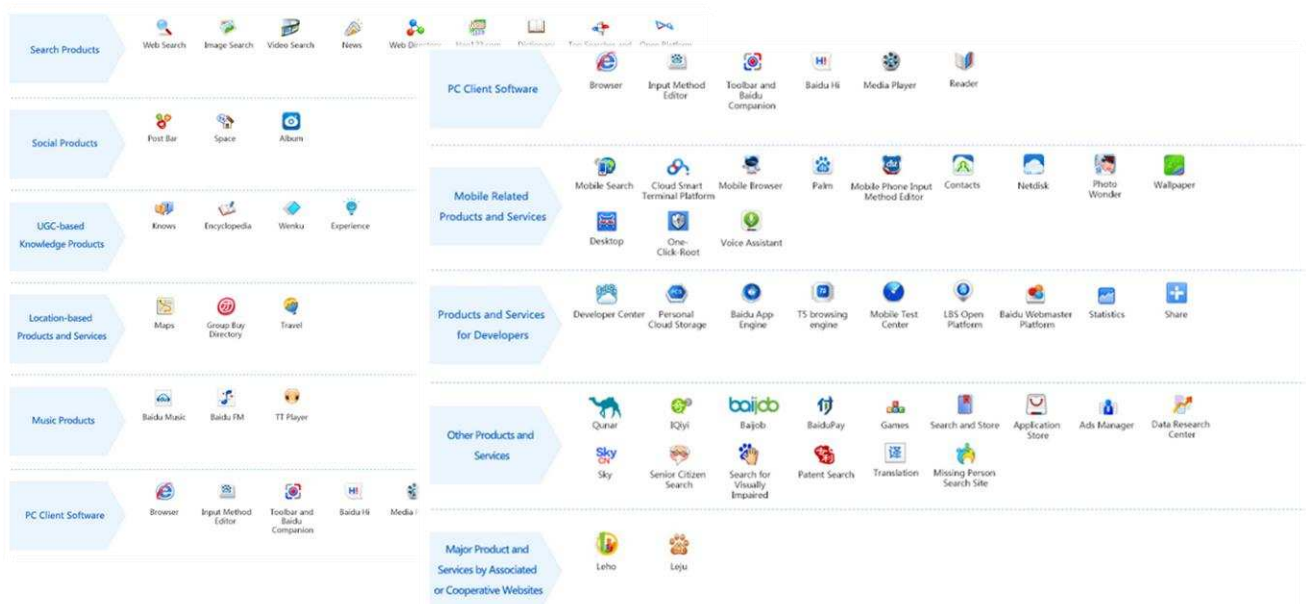 Search Products
Web Search
Image Search
Video Search
News
Web Directory
Social Products
Post Bar
Space
Album
UGC-based
Knowledge Products
Knows
Encyclopedia
Wenku
Experience
Location-based
Products and Services
Maps
Group Buy
Directory
Travel
Music Products
Baidu Music
Baidu FM
TT Player
PC Client Software
Browser
Input Method
Editor
Toolbar and
Baidu
Companion
Baidu Hi
Media
PC Client Software
Browser
Input Method
Editor
Toolbar and
Baidu
Companion
Hi!
Baidu Hi
Media Player
Reader
Mobile Related
Products and Services
Mobile Search
Cloud Smart
Terminal Platform
Mobile Browser
Palm
Mobile Phone Input
Method Editor
Contacts
Netdisk
Photo
Wonder
Wallpaper
Desktop
One-
Click-Root
Voice Assistant
Products and Services
for Developers
Developer Center
Personal
Cloud Storage
Baidu App
Engine
T5 browsing
engine
Mobile Test
Center
LBS Open
Platform
Baidu Webmaster
Platform
Statistics
Share
Other Products and
Services
Qunar
IQiyi
baijob
Baijob
BaiduPay
Games
Search and Store
Application
Store
Ads Manager
Data Research
Center
Sky
CN
Sky
Senior Citizen
Search
Search for
Visually
Impaired
Patent Search
译
Translation
Missing Person
Search Site
Major Product and
Services by Associated
or Cooperative Websites
Leho
Leju